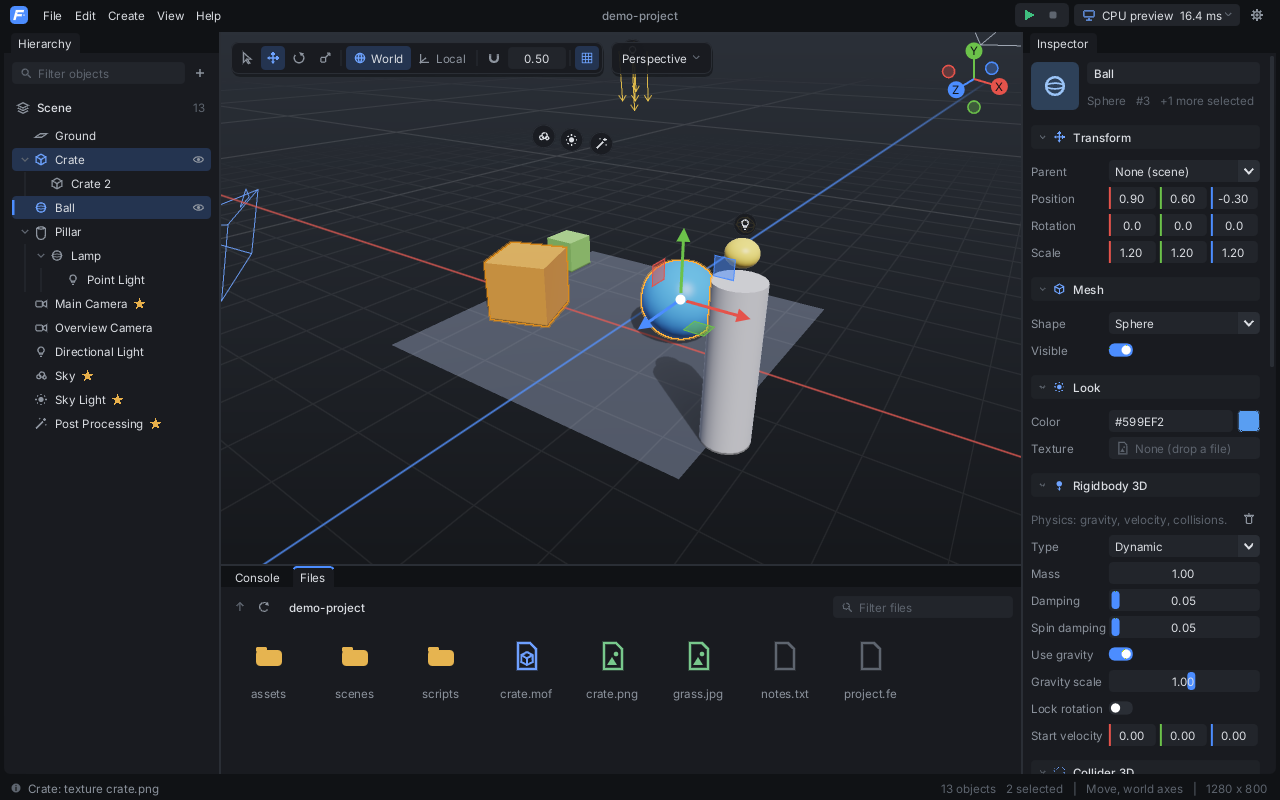 File Edit Create View Help
demo-project
CPU preview 16.4 ms
Hierarchy
Filter objects
Scene 13
Ground
Crate
Crate 2
Ball
Pillar
Lamp
Point Light
Main Camera
Overview Camera
Directional Light
Sky
Sky Light
Post Processing
World Local 0.50 Perspective
Y
Z X
Console Files
demo-project
Filter files
assets scenes scripts crate.mof crate.png grass.jpg notes.txt project.fe
Inspector
Ball
Sphere #3 +1 more selected
Transform
Parent None (scene)
Position 0.90 0.60 -0.30
Rotation 0.0 0.0 0.0
Scale 1.20 1.20 1.20
Mesh
Shape Sphere
Visible
Look
Color #599EF2
Texture None (drop a file)
Rigidbody 3D
Physics: gravity, velocity, collisions.
Type Dynamic
Mass 1.00
Damping 0.05
Spin damping 0.05
Use gravity
Gravity scale 1.00
Lock rotation
Start velocity 0.00 0.00 0.00
Collider 3D
Crate: texture crate.png
13 objects 2 selected | Move, world axes | 1280 x 800